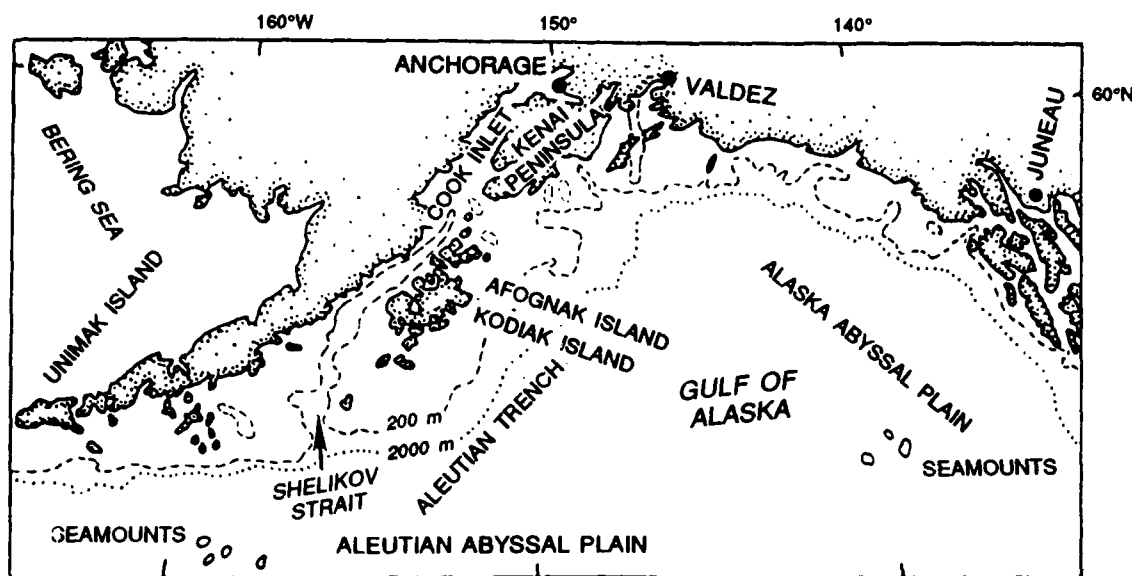 160°W
150°
140°
ANCHORAGE
VALDEZ
60°N
JUNEAU
COOK INLET
KENAI
PENINSULA
BERING SEA
UNIMAK ISLAND
AFOGNAK ISLAND
KODIAK ISLAND
ALASKA ABYSSAL PLAIN
GULF OF
ALASKA
200 m
2000 m
ALEUTIAN TRENCH
SHELIKOV
STRAIT
SEAMOUNTS
SEAMOUNTS
ALEUTIAN ABYSSAL PLAIN